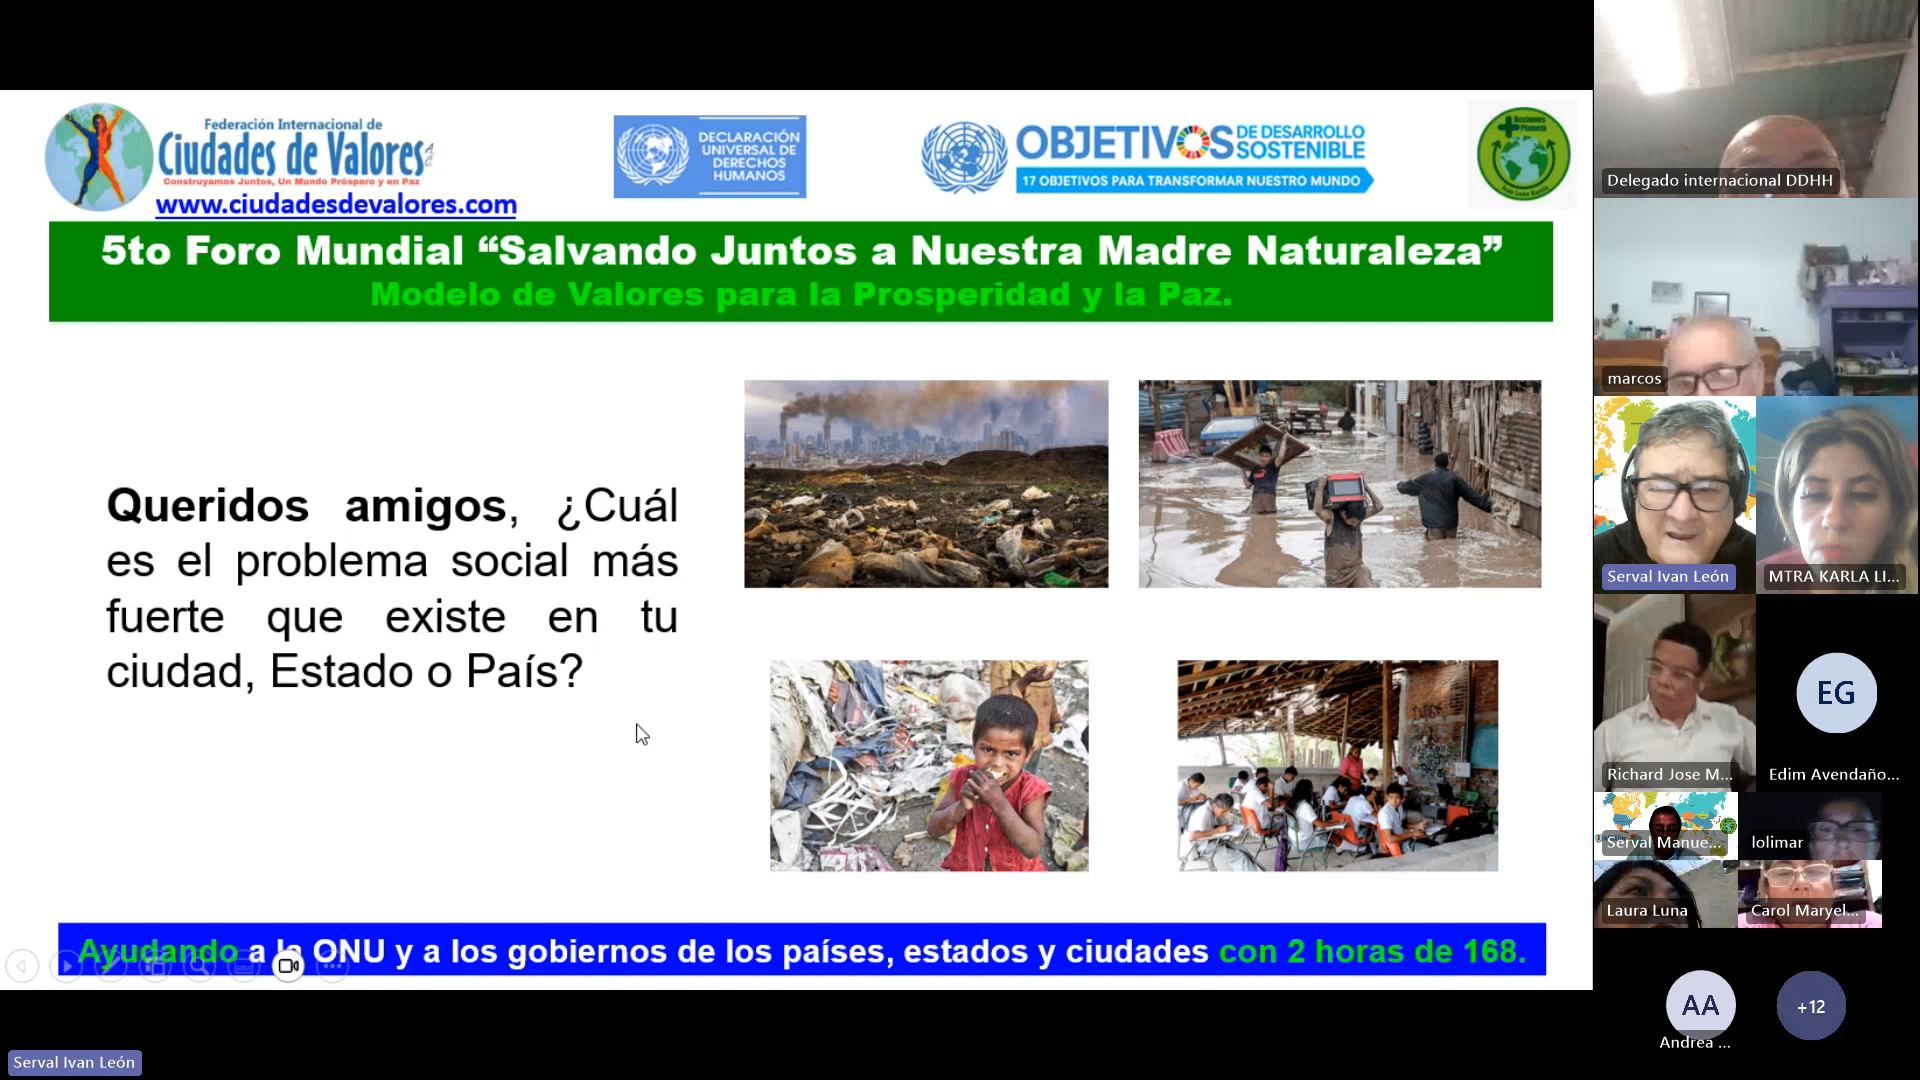 Federación Internacional de
Ciudades de Valores A.C.
Construyamos Juntos, Un Mundo Próspero y en Paz
www.ciudadesdevalores.com
DECLARACIÓN
UNIVERSAL DE
DERECHOS
HUMANOS
OBJETIVOS DE DESARROLLO
SOSTENIBLE
17 OBJETIVOS PARA TRANSFORMAR NUESTRO MUNDO
Acciones
Planeta
5to Foro Mundial “Salvando Juntos a Nuestra Madre Naturaleza”
Modelo de Valores para la Prosperidad y la Paz.
Queridos amigos, ¿Cuál
es el problema social más
fuerte que existe en tu
ciudad, Estado o País?
Ayudando a la ONU y a los gobiernos de los países, estados y ciudades con 2 horas de 168.
Serval Ivan León
Delegado internacional DDHH
marcos
Serval Ivan León
MTRA KARLA LI...
Richard Jose M...
EG
Edim Avendaño...
Serval Manue...
lolimar
Laura Luna
Carol Maryel...
AA
Andrea ...
+12